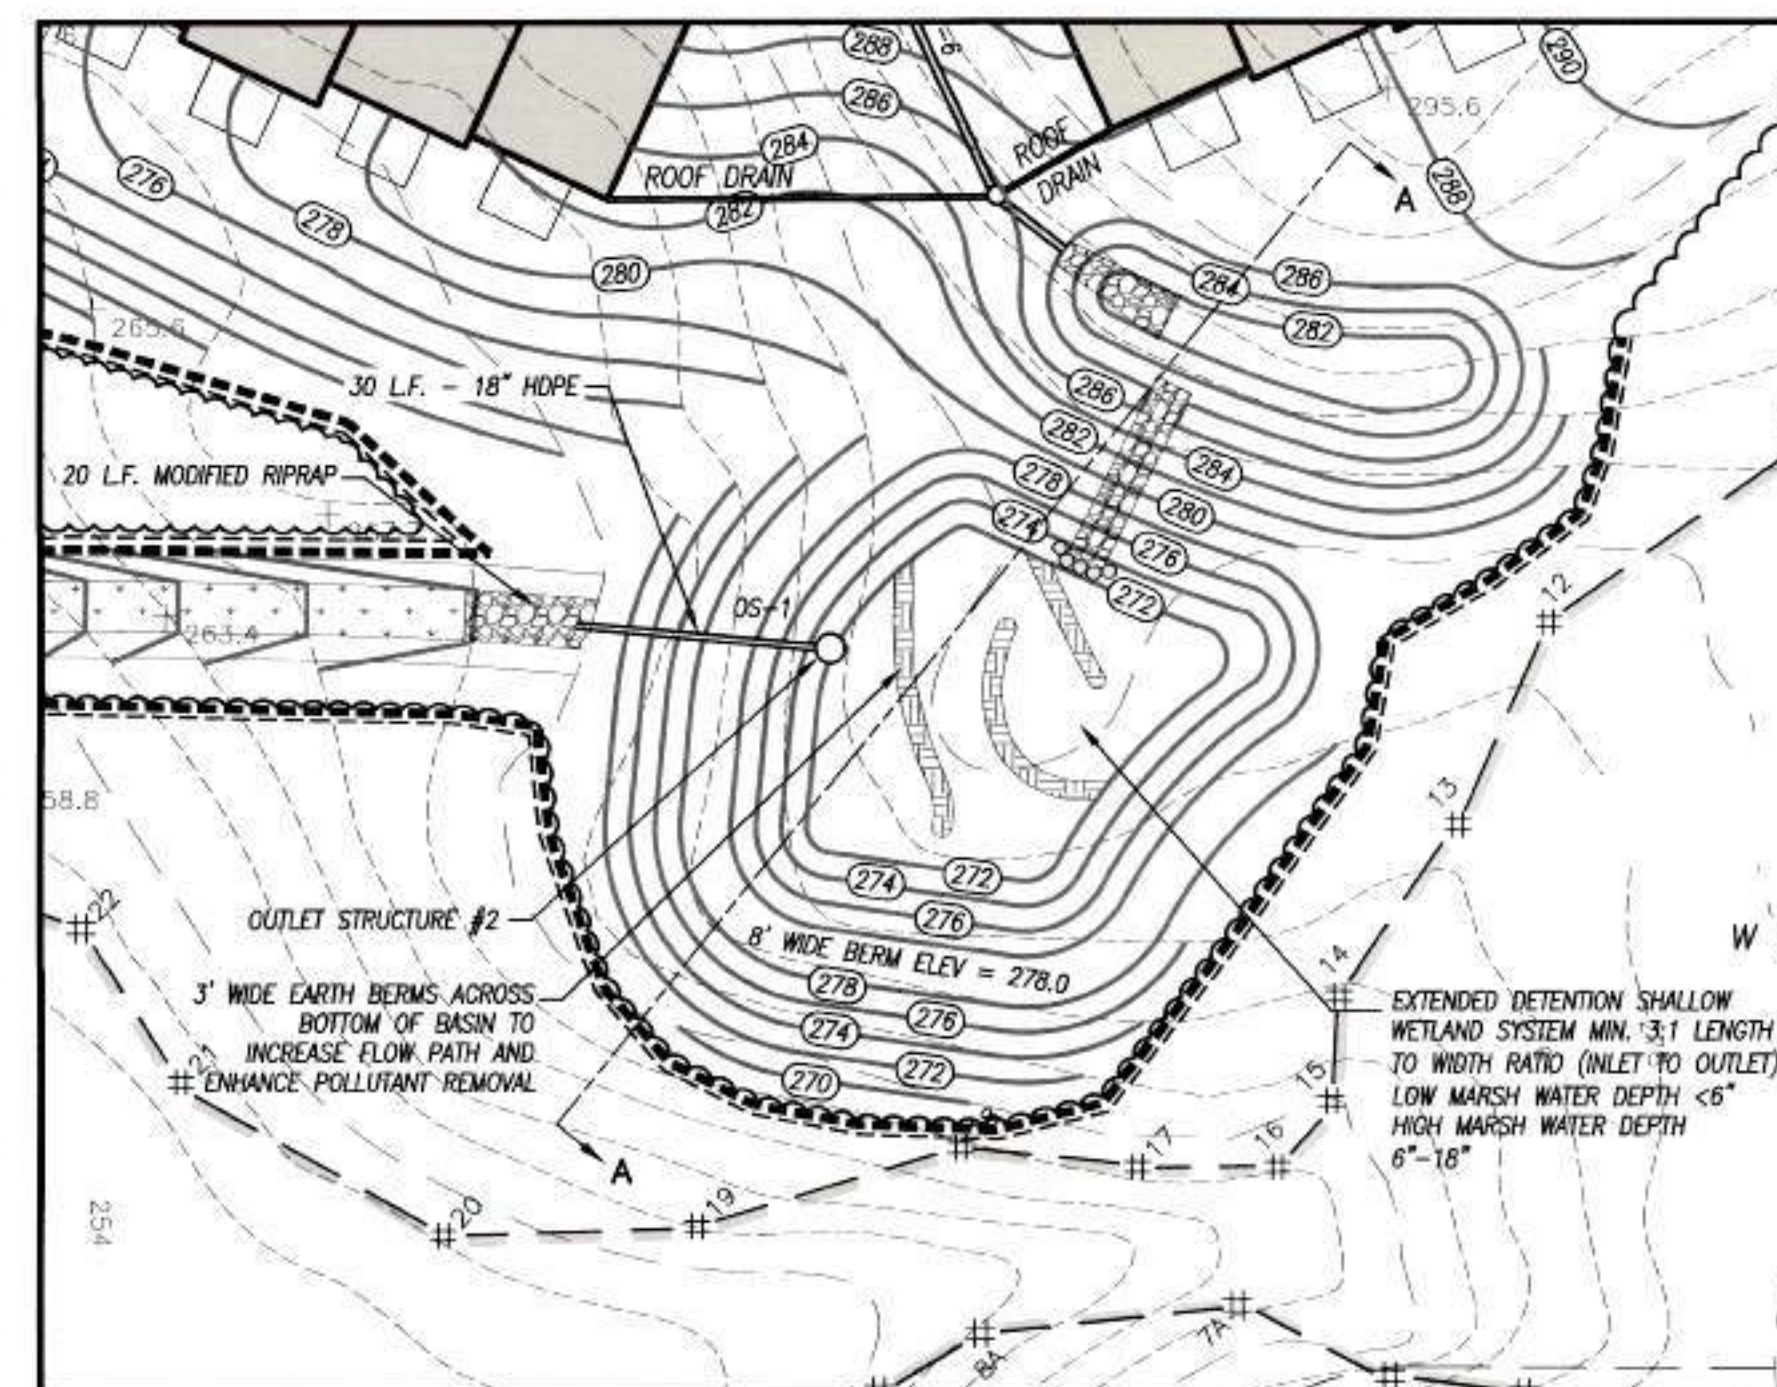 288
290
286
295.6
284
ROOF DRAIN
ROOF
DRAIN
276
288
A
282
278
280
284
286
282
265.6
30 L.F. - 18" HDPE
286
282
284
20 L.F. MODIFIED RIPRAP
278
280
274
276
OS-1
272
263.4
12
58.8
13
22
OUTLET STRUCTURE #2
274
272
276
8' WIDE BERM ELEV = 278.0
W
14
3' WIDE EARTH BERMS ACROSS
BOTTOM OF BASIN TO
INCREASE FLOW PATH AND
ENHANCE POLLUTANT REMOVAL
278
276
274
272
270
EXTENDED DETENTION SHALLOW
WETLAND SYSTEM MIN. 3:1 LENGTH
TO WIDTH RATIO (INLET TO OUTLET)
LOW MARSH WATER DEPTH <6"
HIGH MARSH WATER DEPTH
6"-18"
21
15
16
17
A
19
20
254
7A
8A